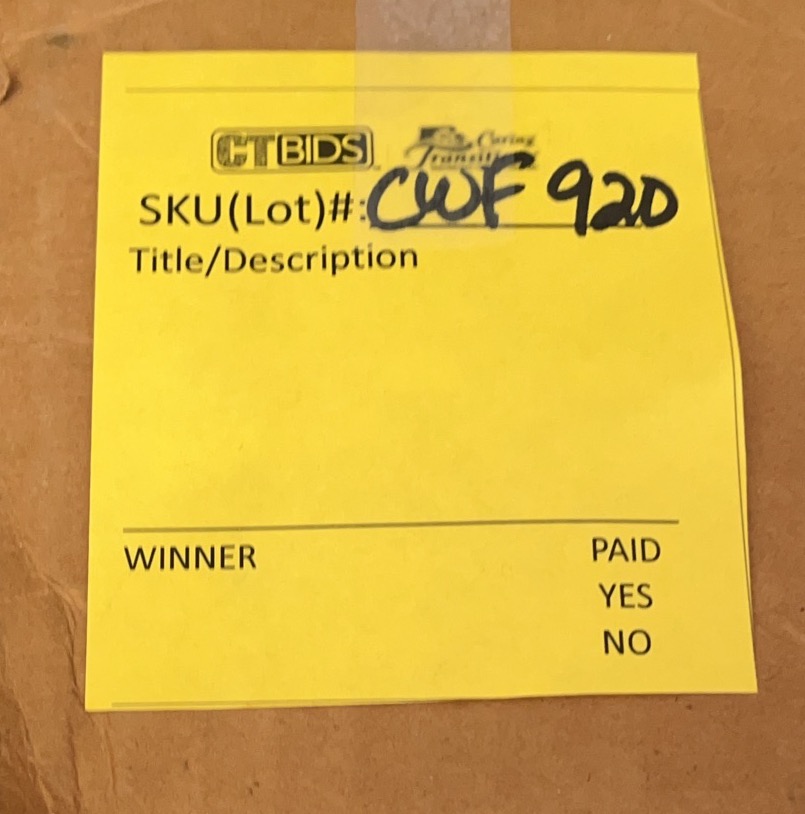 CTBIDS Caring Transitions
SKU(Lot)#: CWF 920
Title/Description
WINNER PAID
YES
NO